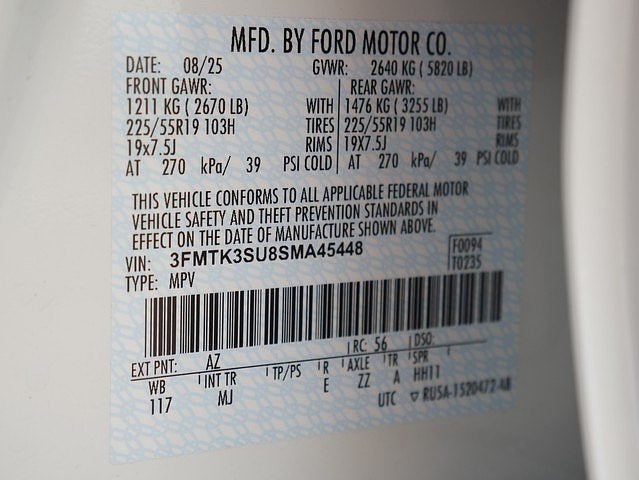 MFD. BY FORD MOTOR CO.
DATE: 08/25 GVWR: 2640 KG ( 5820 LB)
FRONT GAWR: REAR GAWR:
1211 KG ( 2670 LB) WITH 1476 KG ( 3255 LB) WITH
225/55R19 103H TIRES 225/55R19 103H TIRES
19x7.5J RIMS 19X7.5J RIMS
AT 270 kPa/ 39 PSI COLD AT 270 kPa/ 39 PSI COLD
THIS VEHICLE CONFORMS TO ALL APPLICABLE FEDERAL MOTOR
VEHICLE SAFETY AND THEFT PREVENTION STANDARDS IN
EFFECT ON THE DATE OF MANUFACTURE SHOWN ABOVE.
VIN: 3FMTK3SU8SMA45448 F0094
TYPE: MPV T0235
EXT PNT: AZ RC: 56 DSO:
WB INT TR TP/PS R AXLE TR SPR
117 MJ E ZZ A HH11
UTC ▽ RUSA-1520472-AB